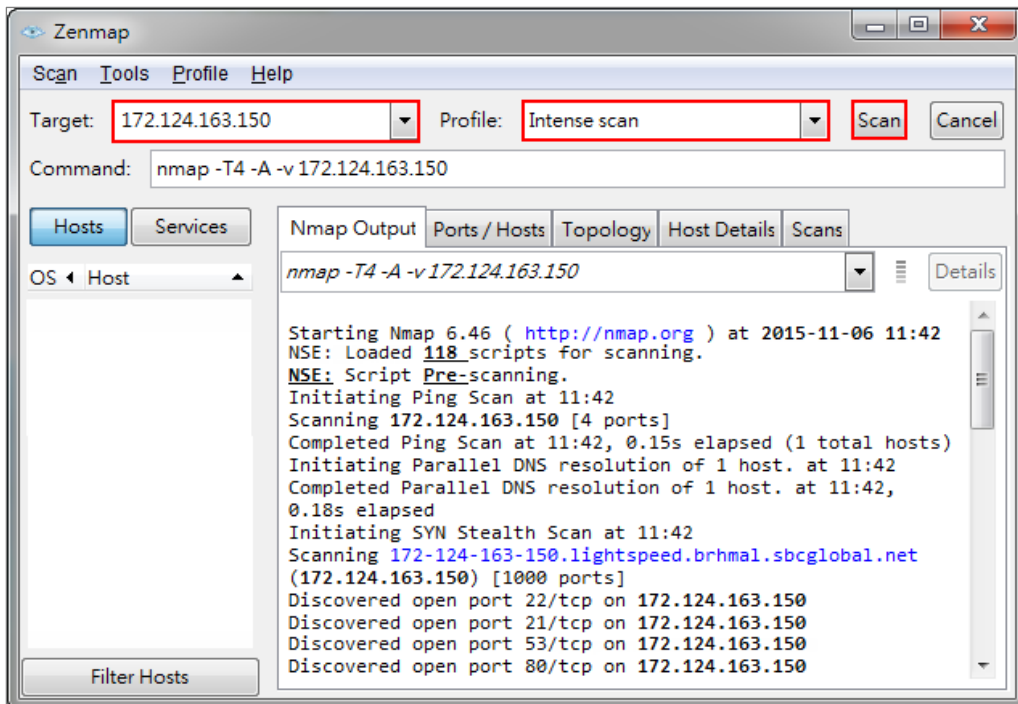 Zenmap
Scan Tools Profile Help
Target: 172.124.163.150 Profile: Intense scan Scan Cancel
Command: nmap -T4 -A -v 172.124.163.150
Hosts Services
Nmap Output Ports / Hosts Topology Host Details Scans
OS Host
nmap -T4 -A -v 172.124.163.150 Details
Starting Nmap 6.46 ( http://nmap.org ) at 2015-11-06 11:42
NSE: Loaded 118 scripts for scanning.
NSE: Script Pre-scanning.
Initiating Ping Scan at 11:42
Scanning 172.124.163.150 [4 ports]
Completed Ping Scan at 11:42, 0.15s elapsed (1 total hosts)
Initiating Parallel DNS resolution of 1 host. at 11:42
Completed Parallel DNS resolution of 1 host. at 11:42,
0.18s elapsed
Initiating SYN Stealth Scan at 11:42
Scanning 172-124-163-150.lightspeed.brhmal.sbcglobal.net
(172.124.163.150) [1000 ports]
Discovered open port 22/tcp on 172.124.163.150
Discovered open port 21/tcp on 172.124.163.150
Discovered open port 53/tcp on 172.124.163.150
Discovered open port 80/tcp on 172.124.163.150
Filter Hosts